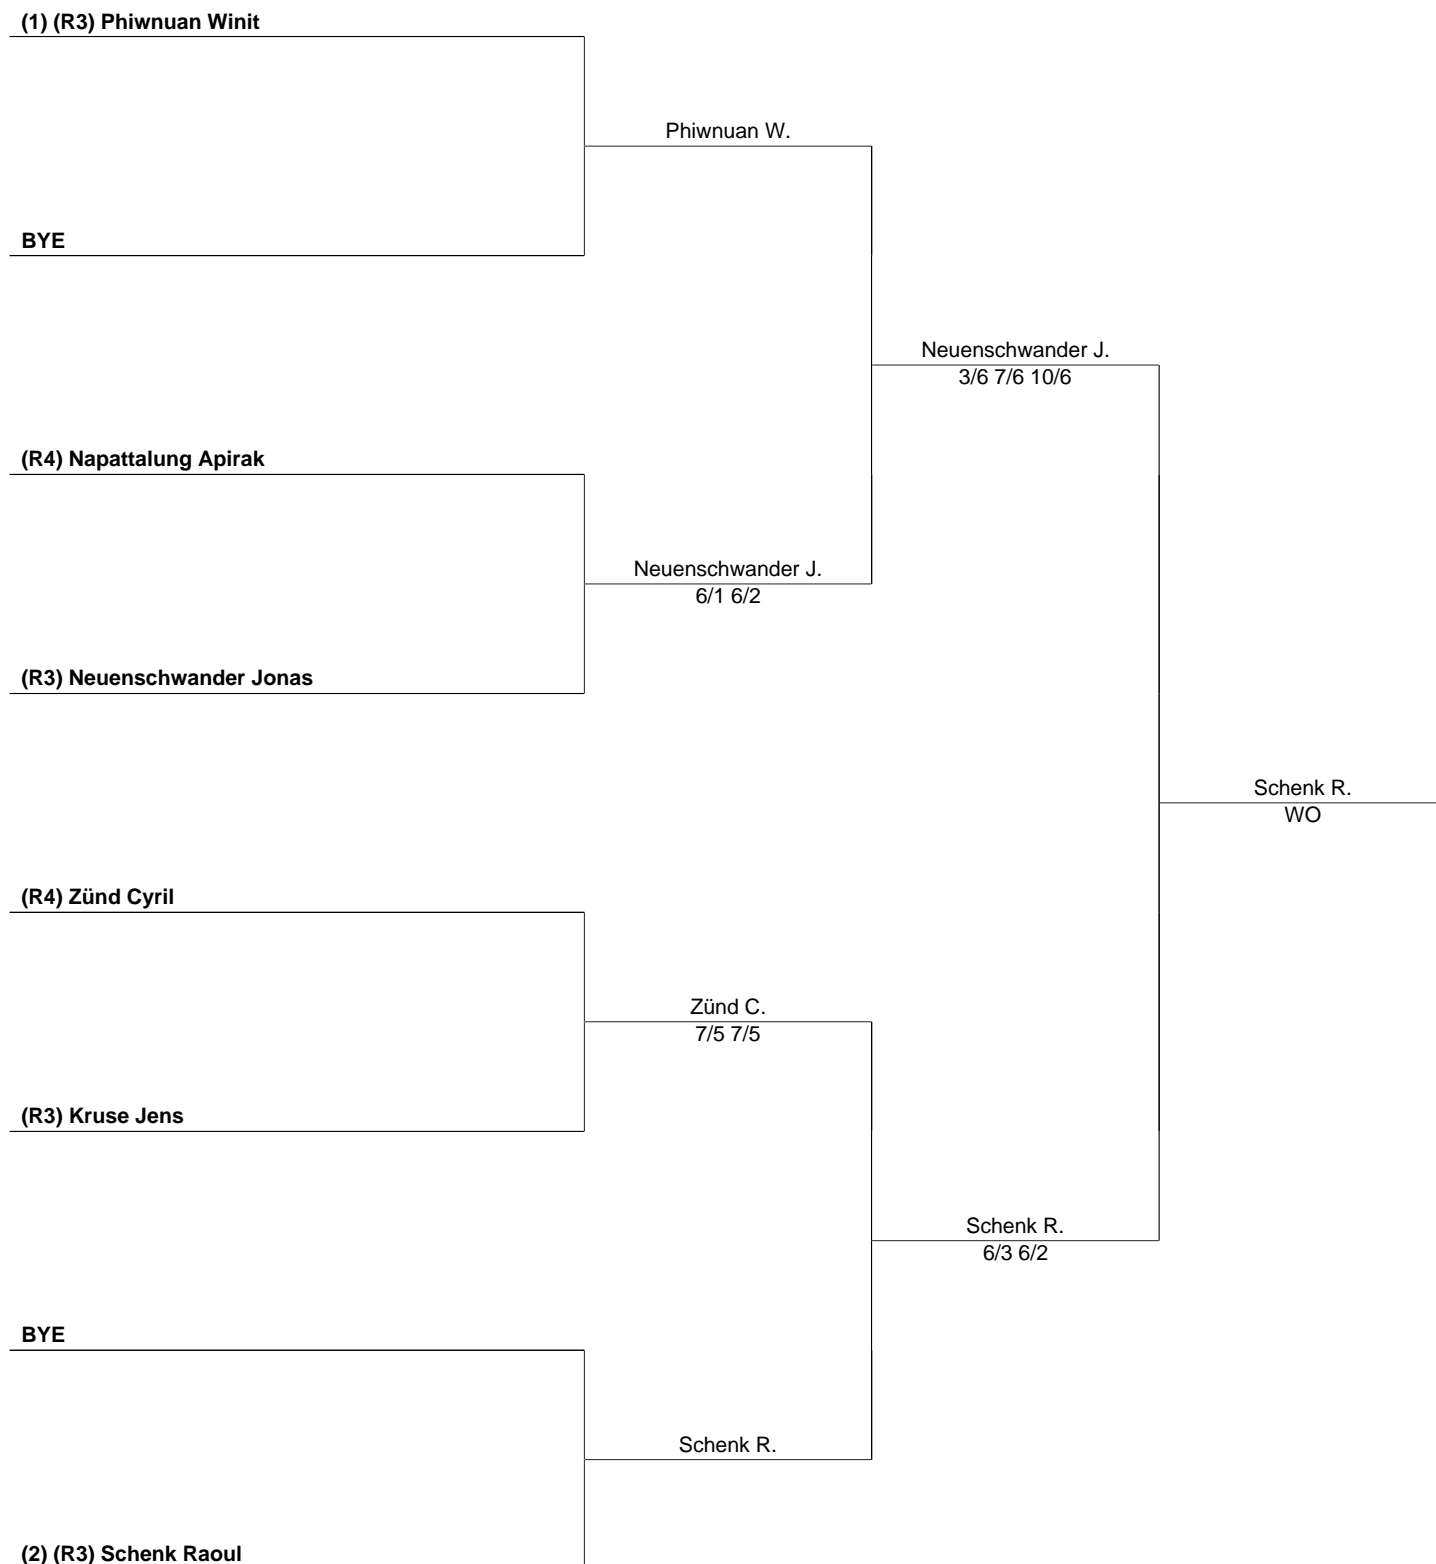 (1) (R3) Phiwnuan Winit
Phiwnuan W.
BYE
Neuenschwander J.
3/6 7/6 10/6
(R4) Napattalung Apirak
Neuenschwander J.
6/1 6/2
(R3) Neuenschwander Jonas
Schenk R.
WO
(R4) Zünd Cyril
Zünd C.
7/5 7/5
(R3) Kruse Jens
Schenk R.
6/3 6/2
BYE
Schenk R.
(2) (R3) Schenk Raoul